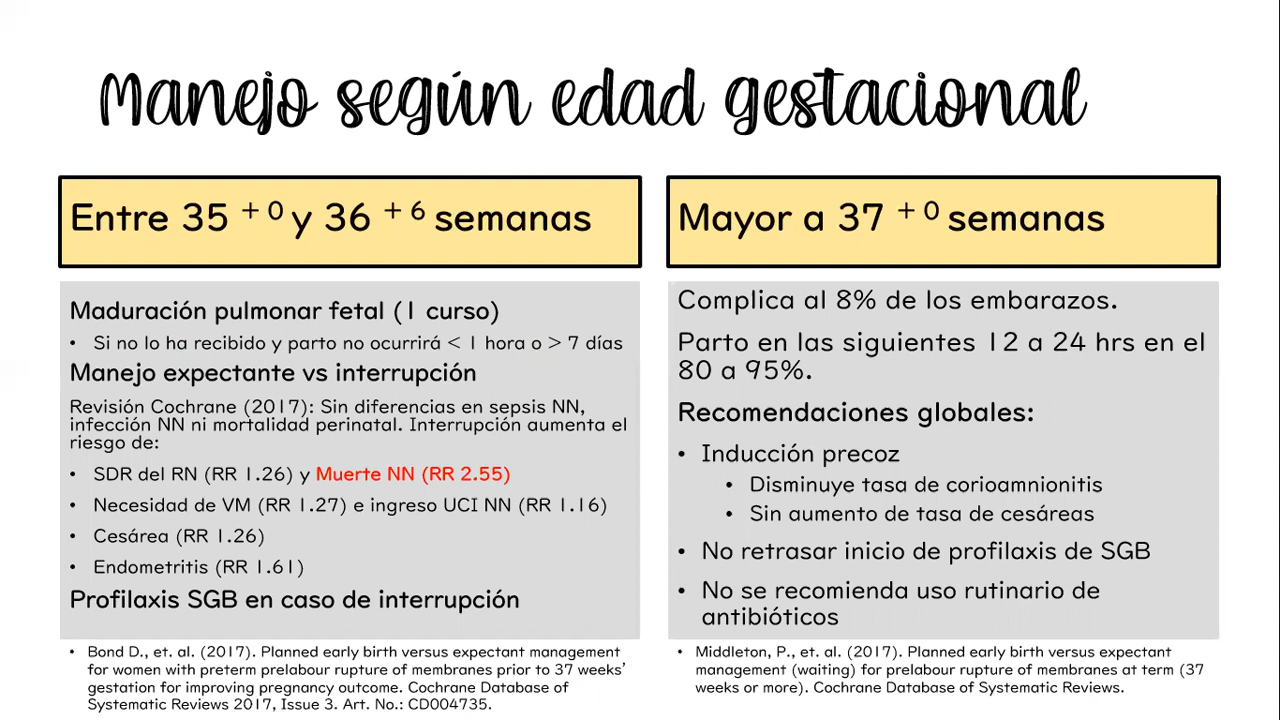 Manejo según edad gestacional
Entre 35 + 0 y 36 + 6 semanas
Maduración pulmonar fetal (1 curso)
• Si no lo ha recibido y parto no ocurrirá < 1 hora o > 7 días
Manejo expectante vs interrupción
Revisión Cochrane (2017): Sin diferencias en sepsis NN,
infección NN ni mortalidad perinatal. Interrupción aumenta el
riesgo de:
• SDR del RN (RR 1.26) y Muerte NN (RR 2.55)
• Necesidad de VM (RR 1.27) e ingreso UCI NN (RR 1.16)
• Cesárea (RR 1.26)
• Endometritis (RR 1.61)
Profilaxis SGB en caso de interrupción
• Bond D., et. al. (2017). Planned early birth versus expectant management
for women with preterm prelabour rupture of membranes prior to 37 weeks’
gestation for improving pregnancy outcome. Cochrane Database of
Systematic Reviews 2017, Issue 3. Art. No.: CD004735.
Mayor a 37 + 0 semanas
Complica al 8% de los embarazos.
Parto en las siguientes 12 a 24 hrs en el
80 a 95%.
Recomendaciones globales:
• Inducción precoz
• Disminuye tasa de corioamnionitis
• Sin aumento de tasa de cesáreas
• No retrasar inicio de profilaxis de SGB
• No se recomienda uso rutinario de
antibióticos
• Middleton, P., et. al. (2017). Planned early birth versus expectant
management (waiting) for prelabour rupture of membranes at term (37
weeks or more). Cochrane Database of Systematic Reviews.